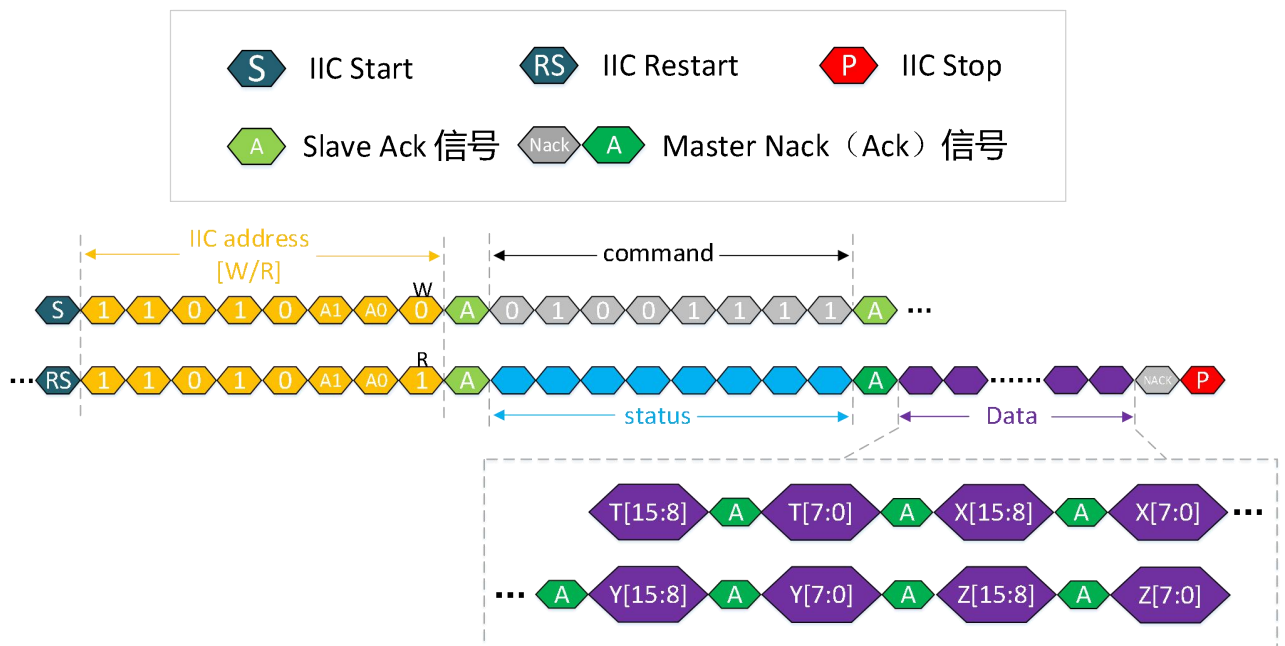 S IIC Start RS IIC Restart P IIC Stop
A Slave Ack 信号 Nack A Master Nack（Ack）信号
IIC address
[W/R]
command
W
S 1 1 0 1 0 A1 A0 0 A 0 1 0 0 1 1 1 1 A ...
R
... RS 1 1 0 1 0 A1 A0 1 A A ...... NACK P
status
Data
T[15:8] A T[7:0] A X[15:8] A X[7:0] ...
... A Y[15:8] A Y[7:0] A Z[15:8] A Z[7:0]